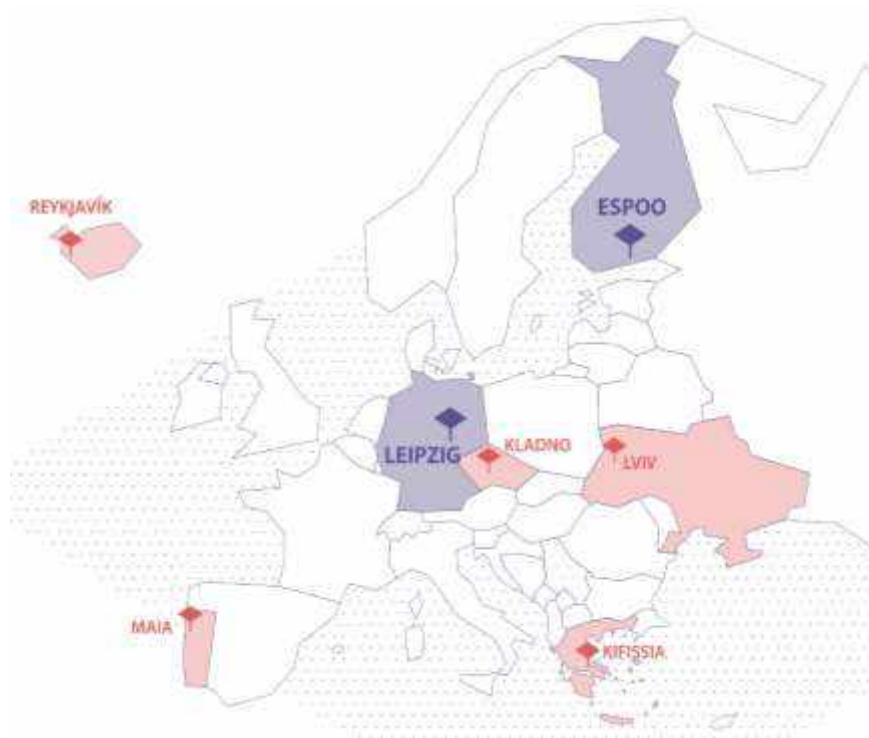 REYKJAVÍK
ESPOO
LEIPZIG
KLADNO
LVIV
MAIA
KIFISSIA